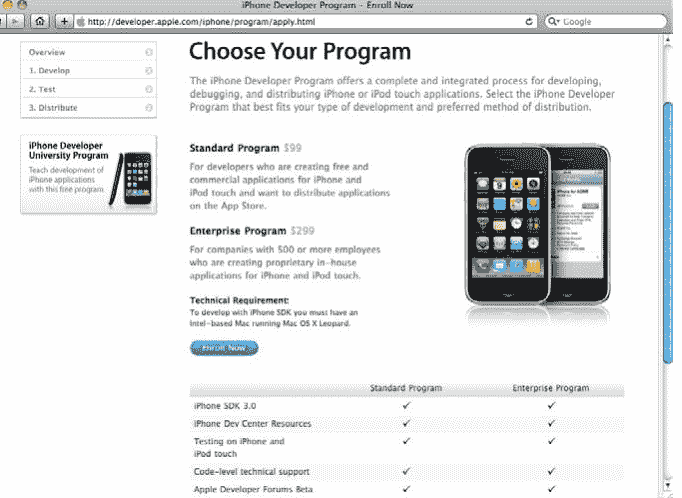 iPhone Developer Program - Enroll Now
http://developer.apple.com/iphone/program/apply.html
Google
Overview
1. Develop
2. Test
3. Distribute
iPhone Developer
University Program
Teach development of
iPhone applications
with this free program.
Choose Your Program
The iPhone Developer Program offers a complete and integrated process for developing,
debugging, and distributing iPhone or iPod touch applications. Select the iPhone Developer
Program that best fits your type of development and preferred method of distribution.
Standard Program $99
For developers who are creating free and
commercial applications for iPhone and
iPod touch and want to distribute applications
on the App Store.
Enterprise Program $299
For companies with 500 or more employees
who are creating proprietary in-house
applications for iPhone and iPod touch.
Technical Requirement:
To develop with iPhone SDK you must have an
Intel-based Mac running Mac OS X Leopard.
Enroll Now
Standard Program Enterprise Program
iPhone SDK 3.0 ✓ ✓
iPhone Dev Center Resources ✓ ✓
Testing on iPhone and ✓ ✓
iPod touch
Code-level technical support ✓ ✓
Apple Developer Forums Beta ✓ ✓